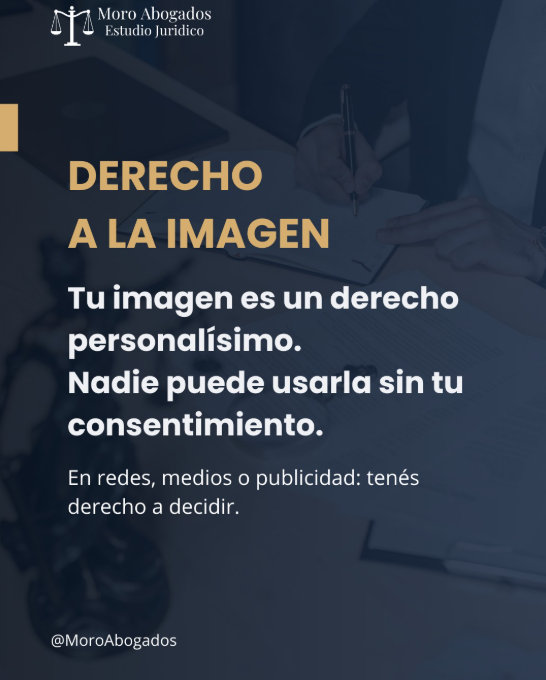 Moro Abogados
Estudio Jurídico
DERECHO
A LA IMAGEN
Tu imagen es un derecho
personalísimo.
Nadie puede usarla sin tu
consentimiento.
En redes, medios o publicidad: tenés
derecho a decidir.
@MoroAbogados